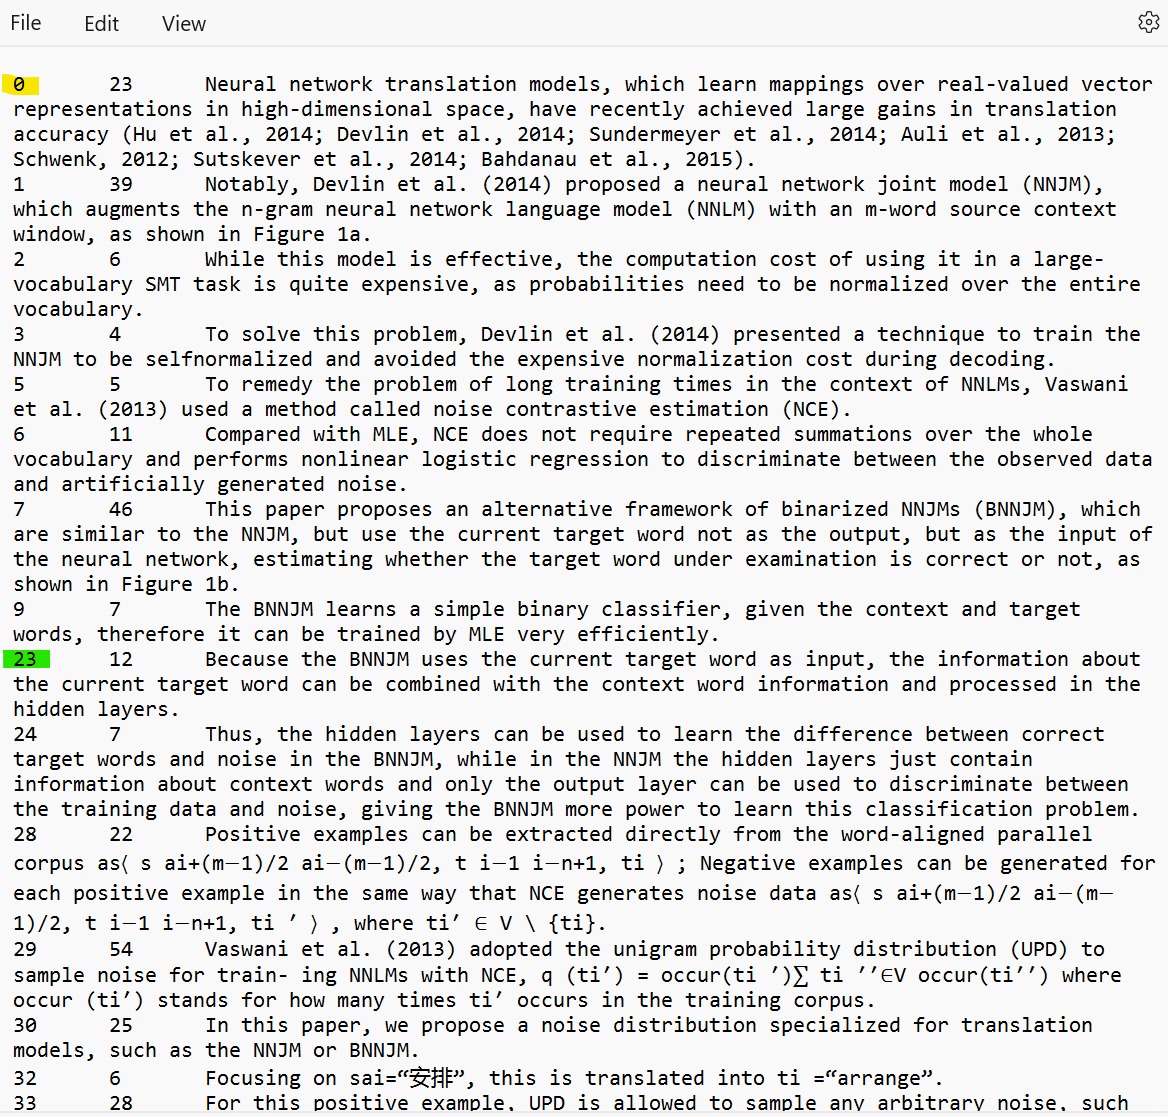 File Edit View
0 23 Neural network translation models, which learn mappings over real-valued vector
representations in high-dimensional space, have recently achieved large gains in translation
accuracy (Hu et al., 2014; Devlin et al., 2014; Sundermeyer et al., 2014; Auli et al., 2013;
Schwenk, 2012; Sutskever et al., 2014; Bahdanau et al., 2015).
1 39 Notably, Devlin et al. (2014) proposed a neural network joint model (NNJM),
which augments the n-gram neural network language model (NNLM) with an m-word source context
window, as shown in Figure 1a.
2 6 While this model is effective, the computation cost of using it in a large-
vocabulary SMT task is quite expensive, as probabilities need to be normalized over the entire
vocabulary.
3 4 To solve this problem, Devlin et al. (2014) presented a technique to train the
NNJM to be selfnormalized and avoided the expensive normalization cost during decoding.
5 5 To remedy the problem of long training times in the context of NNLMs, Vaswani
et al. (2013) used a method called noise contrastive estimation (NCE).
6 11 Compared with MLE, NCE does not require repeated summations over the whole
vocabulary and performs nonlinear logistic regression to discriminate between the observed data
and artificially generated noise.
7 46 This paper proposes an alternative framework of binarized NNJMs (BNNJM), which
are similar to the NNJM, but use the current target word not as the output, but as the input of
the neural network, estimating whether the target word under examination is correct or not, as
shown in Figure 1b.
9 7 The BNNJM learns a simple binary classifier, given the context and target
words, therefore it can be trained by MLE very efficiently.
23 12 Because the BNNJM uses the current target word as input, the information about
the current target word can be combined with the context word information and processed in the
hidden layers.
24 7 Thus, the hidden layers can be used to learn the difference between correct
target words and noise in the BNNJM, while in the NNJM the hidden layers just contain
information about context words and only the output layer can be used to discriminate between
the training data and noise, giving the BNNJM more power to learn this classification problem.
28 22 Positive examples can be extracted directly from the word-aligned parallel
corpus as⟨ s ai+(m−1)/2 ai−(m−1)/2, t i−1 i−n+1, ti ⟩ ; Negative examples can be generated for
each positive example in the same way that NCE generates noise data as⟨ s ai+(m−1)/2 ai−(m−
1)/2, t i−1 i−n+1, ti ′ ⟩ , where ti′ ∈ V \ {ti}.
29 54 Vaswani et al. (2013) adopted the unigram probability distribution (UPD) to
sample noise for train- ing NNLMs with NCE, q (ti′) = occur(ti ′)∑ ti ′′∈V occur(ti′′) where
occur (ti′) stands for how many times ti′ occurs in the training corpus.
30 25 In this paper, we propose a noise distribution specialized for translation
models, such as the NNJM or BNNJM.
32 6 Focusing on sai=“安排”, this is translated into ti =“arrange”.
33 28 For this positive example, UPD is allowed to sample any arbitrary noise, such